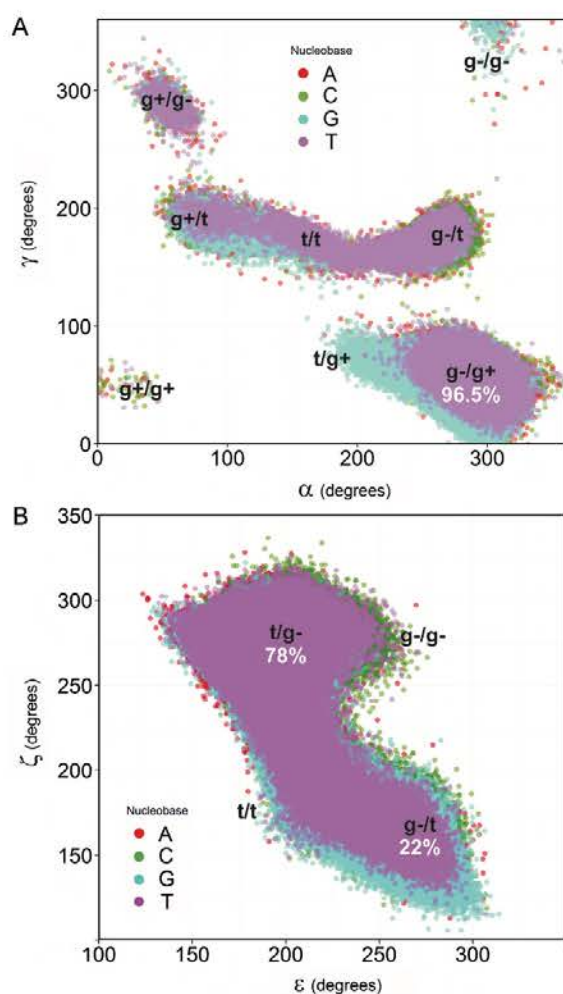 A
Nucleobase
A
C
G
T
g-/g-
g+/g-
g+/t
t/t
g-/t
t/g+
g-/g+
96.5%
g+/g+
300
200
100
0
γ (degrees)
0
100
200
300
α (degrees)
B
350
300
250
200
150
100
ζ (degrees)
t/g-
78%
g-/g-
t/t
g-/t
22%
Nucleobase
A
C
G
T
100
150
200
250
300
ε (degrees)